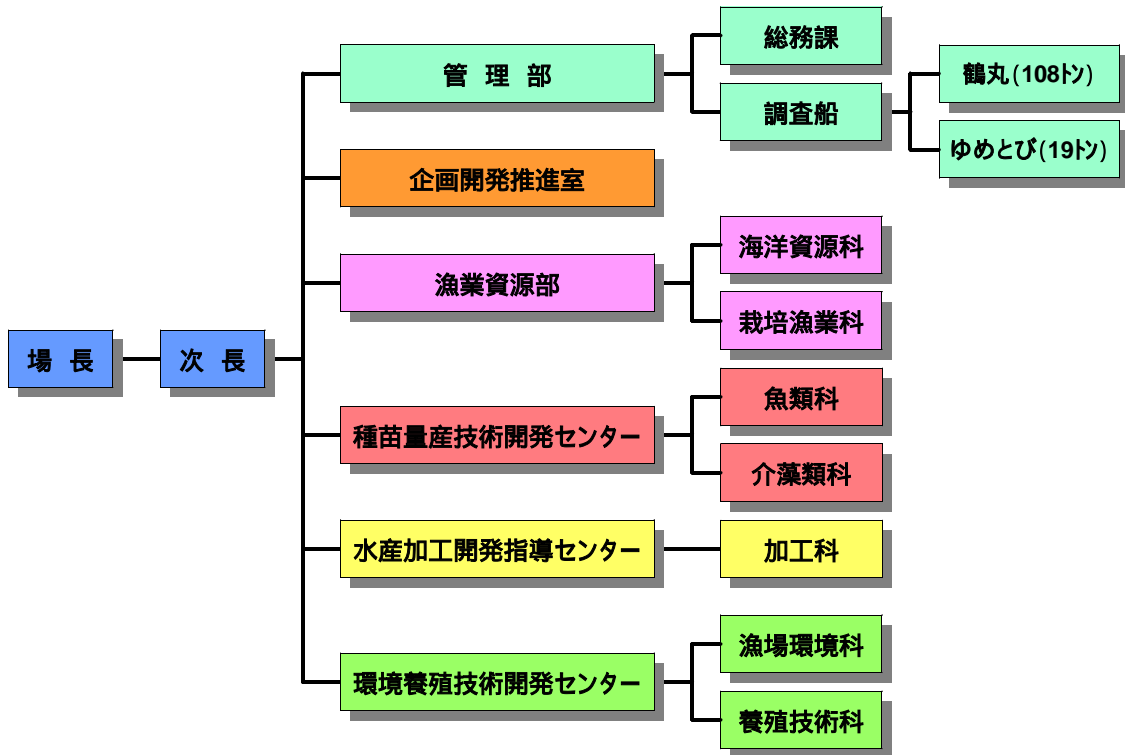 場 長
次 長
管 理 部
総務課
調査船
鶴丸(108ﾄﾝ)
ゆめとび(19ﾄﾝ)
企画開発推進室
漁業資源部
海洋資源科
栽培漁業科
種苗量産技術開発センター
魚類科
介藻類科
水産加工開発指導センター
加工科
環境養殖技術開発センター
漁場環境科
養殖技術科